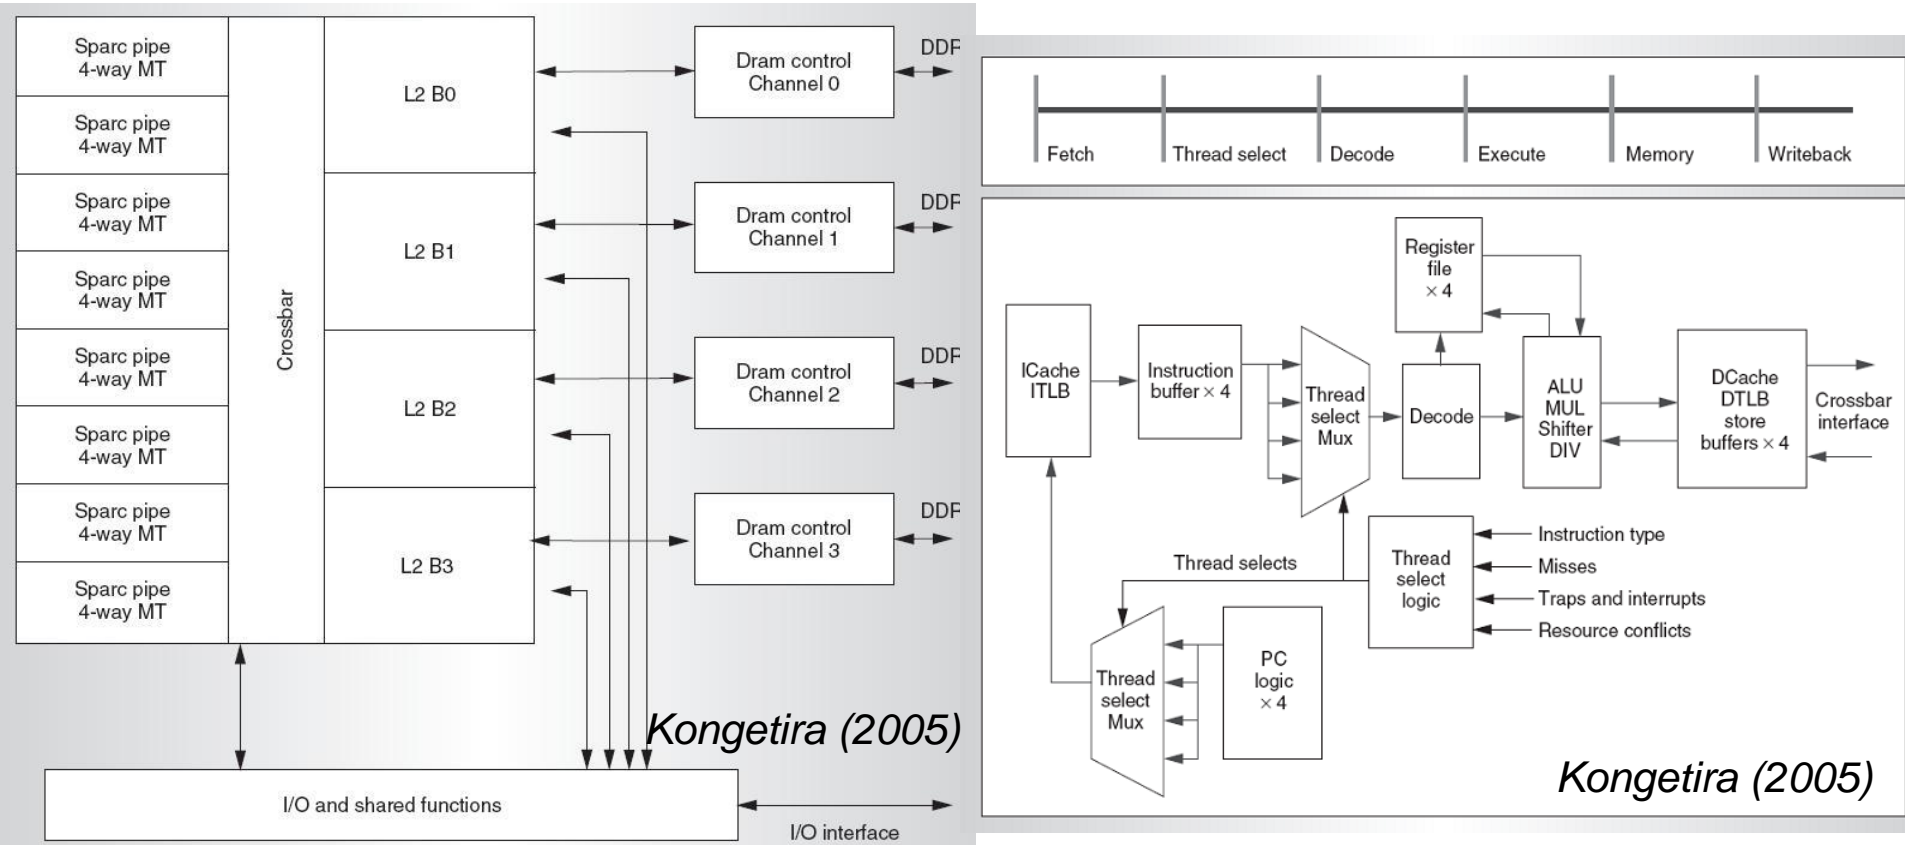 Sparc pipe
4-way MT
Sparc pipe
4-way MT
Sparc pipe
4-way MT
Sparc pipe
4-way MT
Sparc pipe
4-way MT
Sparc pipe
4-way MT
Sparc pipe
4-way MT
Sparc pipe
4-way MT
Crossbar
L2 B0
L2 B1
L2 B2
L2 B3
Dram control
Channel 0
DDR
Dram control
Channel 1
DDR
Dram control
Channel 2
DDR
Dram control
Channel 3
DDR
Kongetira (2005)
I/O and shared functions
I/O interface
Fetch
Thread select
Decode
Execute
Memory
Writeback
Register
file
× 4
ICache
ITLB
Instruction
buffer × 4
Thread
select
Mux
Decode
ALU
MUL
Shifter
DIV
DCache
DTLB
store
buffers × 4
Crossbar
interface
Thread selects
Thread
select
logic
Instruction type
Misses
Traps and interrupts
Resource conflicts
Thread
select
Mux
PC
logic
× 4
Kongetira (2005)